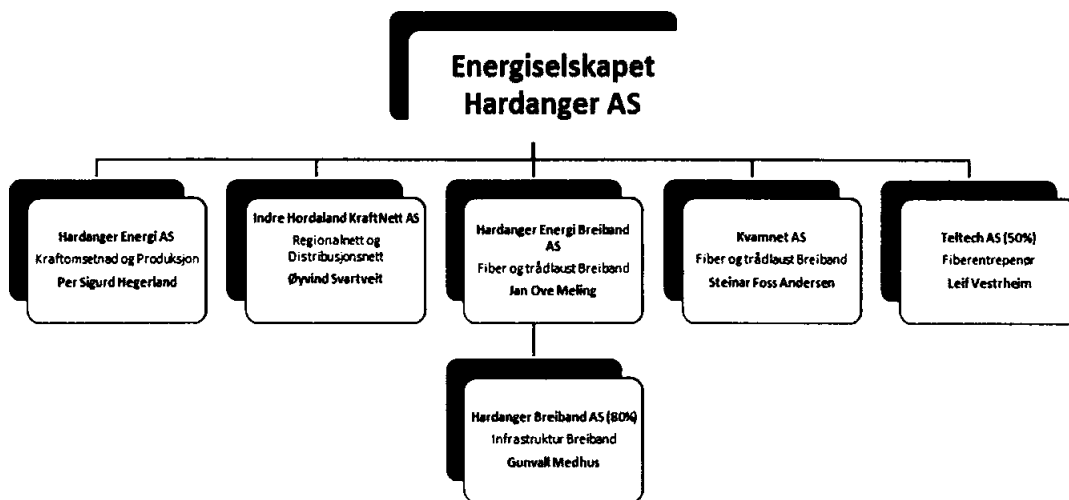 Energiselskapet
Hardanger AS
Hardanger Energi AS
Kraftomsetnad og Produksjon
Per Sigurd Hegerland
Indre Hordaland KraftNett AS
Regionalnett og
Distribusjonsnett
Øyvind Svartveit
Hardanger Energi Breiband
AS
Fiber og trådlaust Breiband
Jan Ove Meling
Kvamnet AS
Fiber og trådlaust Breiband
Steinar Foss Andersen
Teltech AS (50%)
Fiberentrepenør
Leif Vestrheim
Hardanger Breiband AS (80%)
Infrastruktur Breiband
Gunvall Medhus